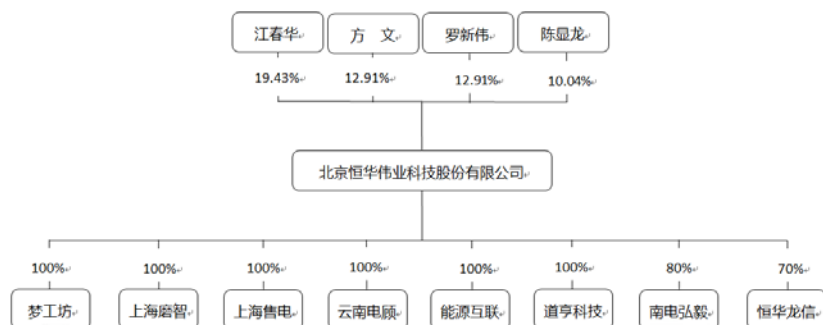 江春华 方 文 罗新伟 陈显龙
19.43% 12.91% 12.91% 10.04%
北京恒华伟业科技股份有限公司
100% 100% 100% 100% 100% 100% 80% 70%
梦工坊 上海磨智 上海售电 云南电顾 能源互联 道亨科技 南电弘毅 恒华龙信